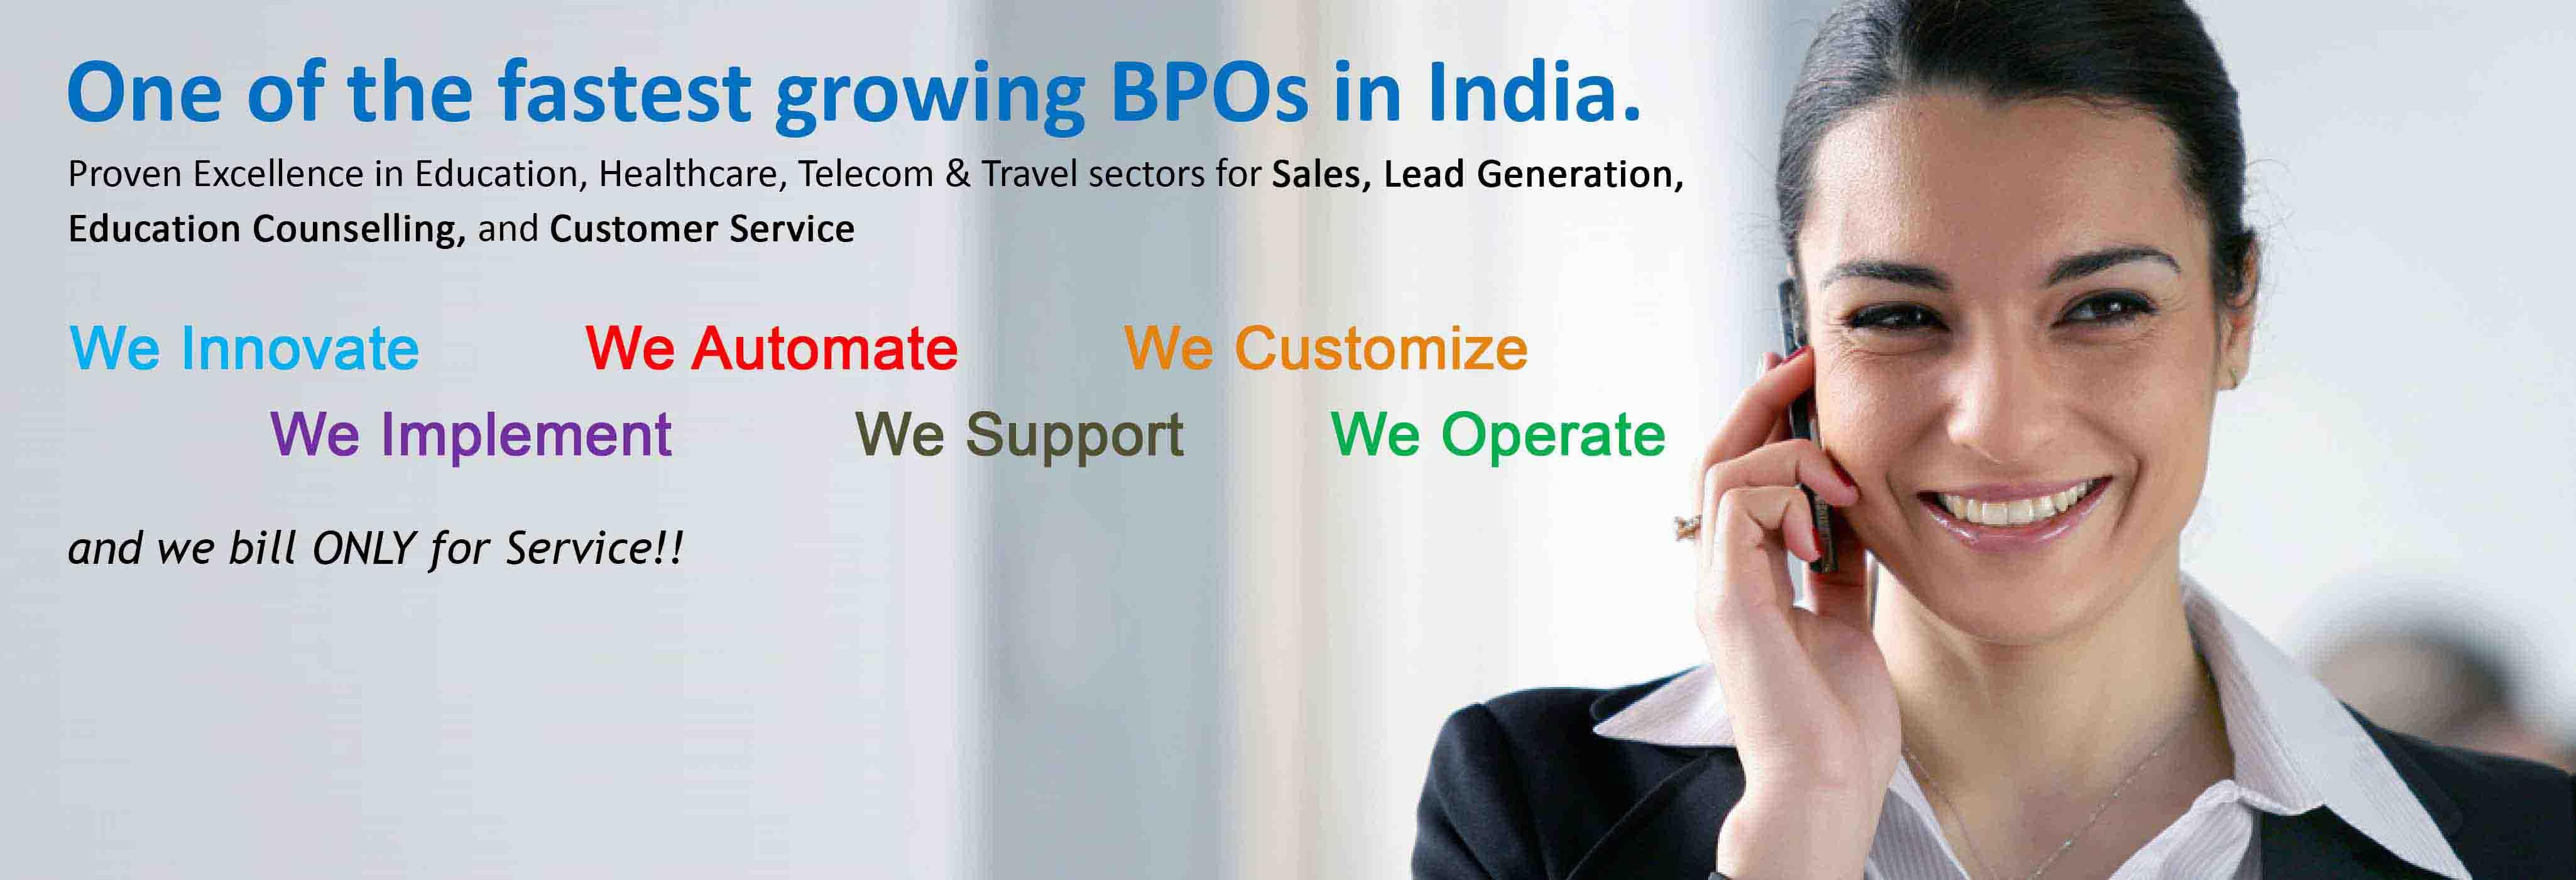 One of the fastest growing BPOs in India.
Proven Excellence in Education, Healthcare, Telecom & Travel sectors for Sales, Lead Generation,
Education Counselling, and Customer Service
We Innovate We Automate We Customize
We Implement We Support We Operate
and we bill ONLY for Service!!